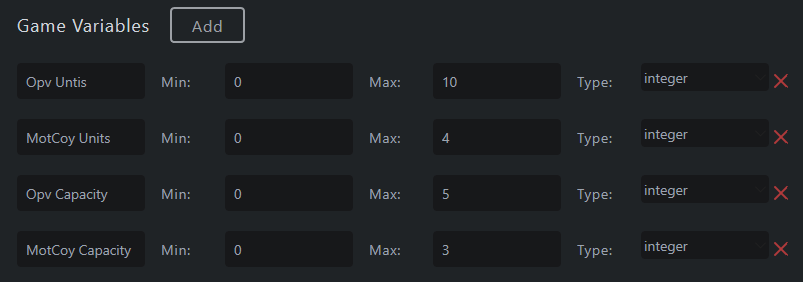 Game Variables Add
Opv Untis Min: 0 Max: 10 Type: integer
MotCoy Units Min: 0 Max: 4 Type: integer
Opv Capacity Min: 0 Max: 5 Type: integer
MotCoy Capacity Min: 0 Max: 3 Type: integer